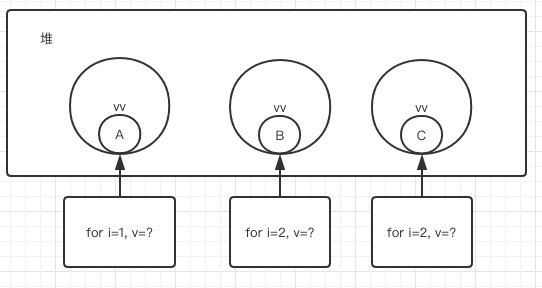 堆
vv
vv
vv
A
B
C
for i=1, v=?
for i=2, v=?
for i=2, v=?